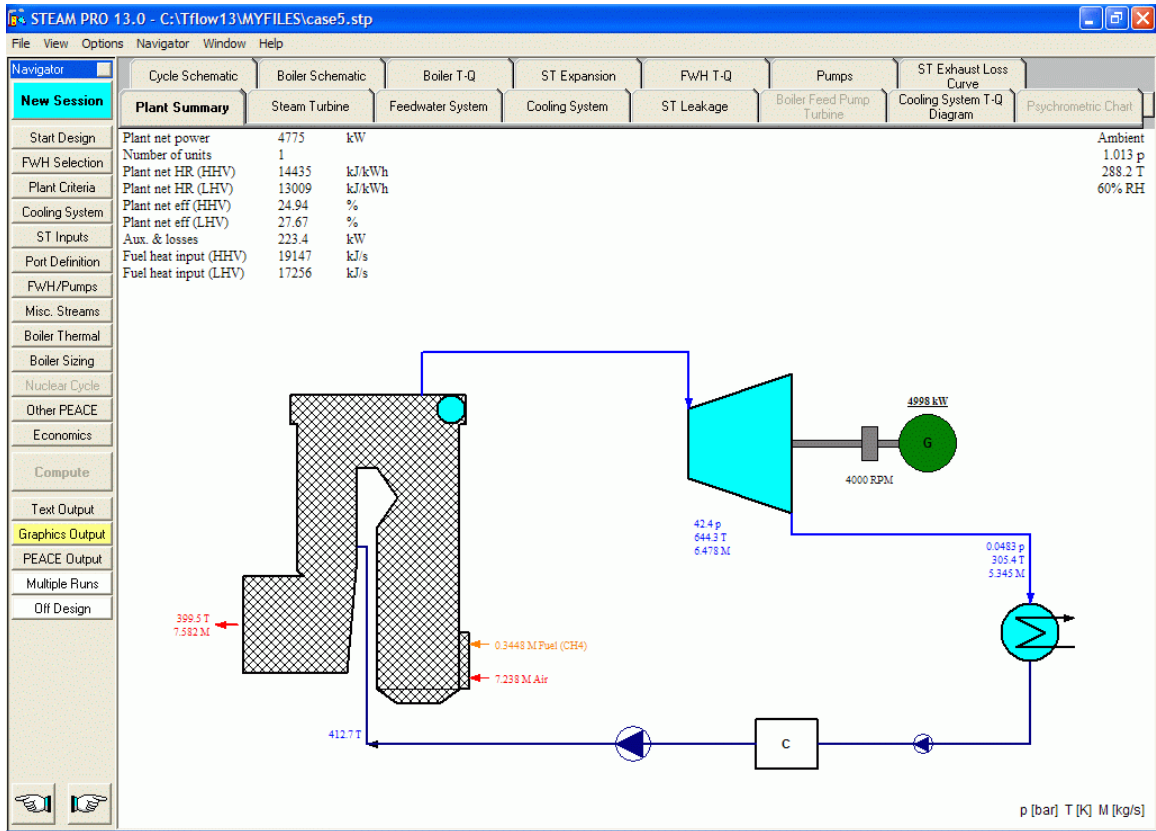 STEAM PRO 13.0 - C:\Tflow13\MYFILES\case5.stp
File View Options Navigator Window Help
Navigator
New Session
Start Design
FWH Selection
Plant Criteria
Cooling System
ST Inputs
Port Definition
FWH/Pumps
Misc. Streams
Boiler Thermal
Boiler Sizing
Nuclear Cycle
Other PEACE
Economics
Compute
Text Output
Graphics Output
PEACE Output
Multiple Runs
Off Design
Cycle Schematic
Boiler Schematic
Boiler T-Q
ST Expansion
FWH T-Q
Pumps
ST Exhaust Loss
Curve
Plant Summary
Steam Turbine
Feedwater System
Cooling System
ST Leakage
Boiler Feed Pump
Turbine
Cooling System T-Q
Diagram
Psychrometric Chart
Plant net power 4775 kW
Number of units 1
Plant net HR (HHV) 14435 kJ/kWh
Plant net HR (LHV) 13009 kJ/kWh
Plant net eff (HHV) 24.94 %
Plant net eff (LHV) 27.67 %
Aux. & losses 223.4 kW
Fuel heat input (HHV) 19147 kJ/s
Fuel heat input (LHV) 17256 kJ/s
Ambient
1.013 p
288.2 T
60% RH
4998 kW
G
4000 RPM
42.4 p
644.3 T
6.478 M
0.0483 p
305.4 T
5.345 M
399.5 T
7.582 M
0.3448 M Fuel (CH4)
7.238 M Air
412.7 T
C
p [bar] T [K] M [kg/s]